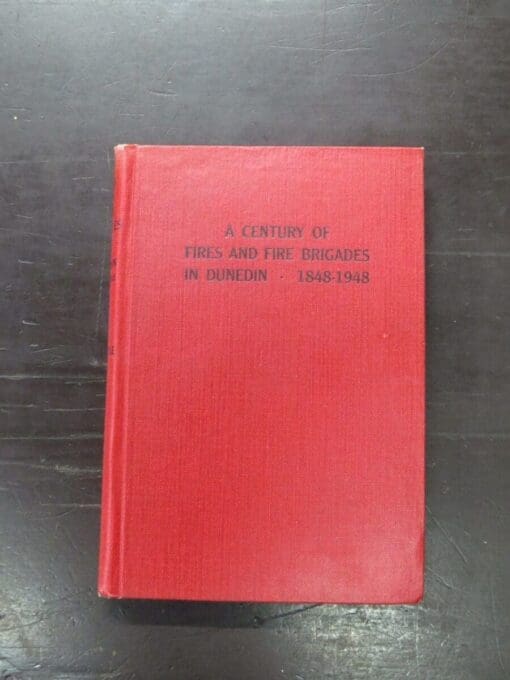 A CENTURY OF
FIRES AND FIRE BRIGADES
IN DUNEDIN · 1848-1948